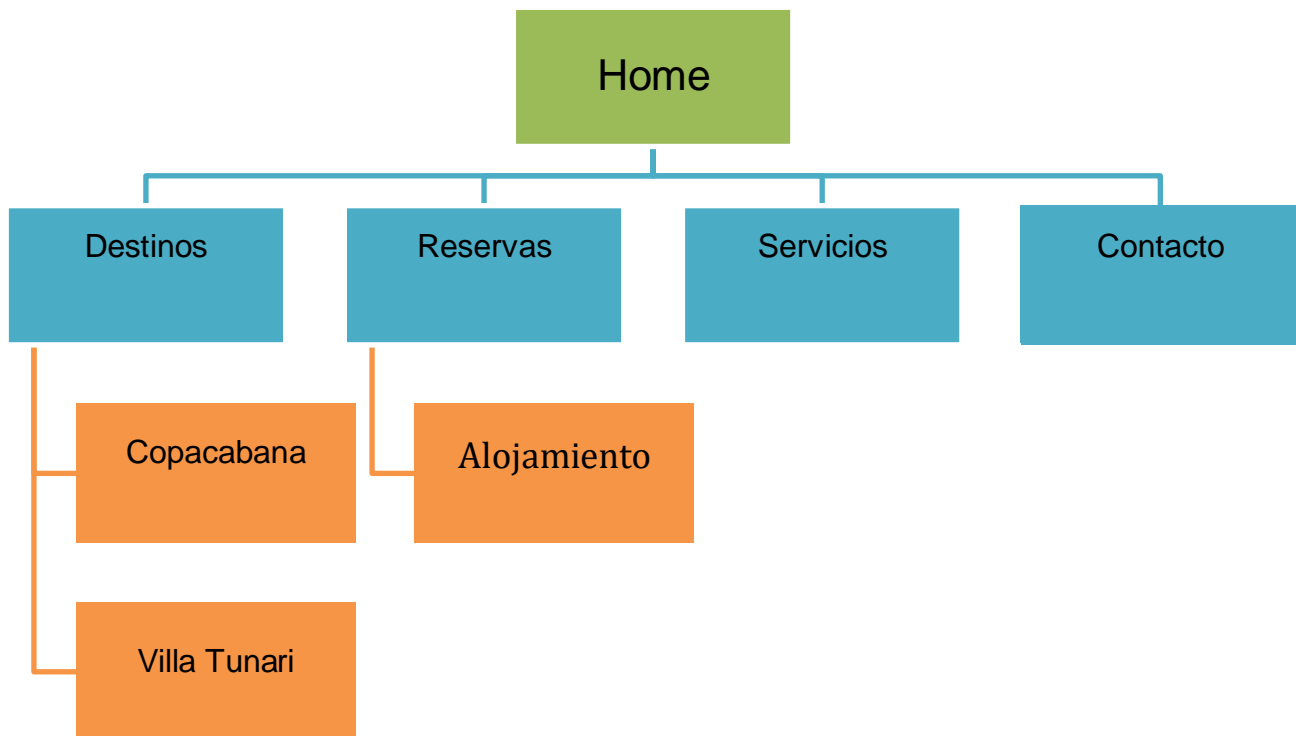 Home
Destinos
Reservas
Servicios
Contacto
Copacabana
Alojamiento
Villa Tunari